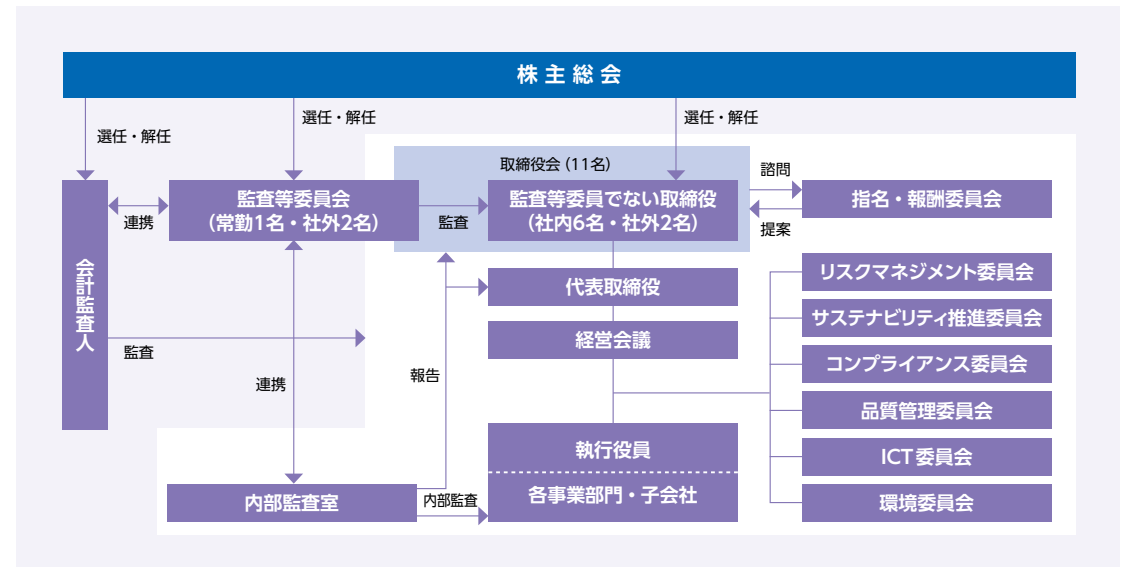 株主総会
選任・解任
選任・解任
選任・解任
取締役会(11名)
監査等委員会
(常勤1名・社外2名)
監査等委員でない取締役
(社内6名・社外2名)
指名・報酬委員会
諮問
提案
連携
監査
会計監査人
監査
代表取締役
経営会議
連携
報告
執行役員
各事業部門・子会社
内部監査室
内部監査
リスクマネジメント委員会
サステナビリティ推進委員会
コンプライアンス委員会
品質管理委員会
ICT委員会
環境委員会